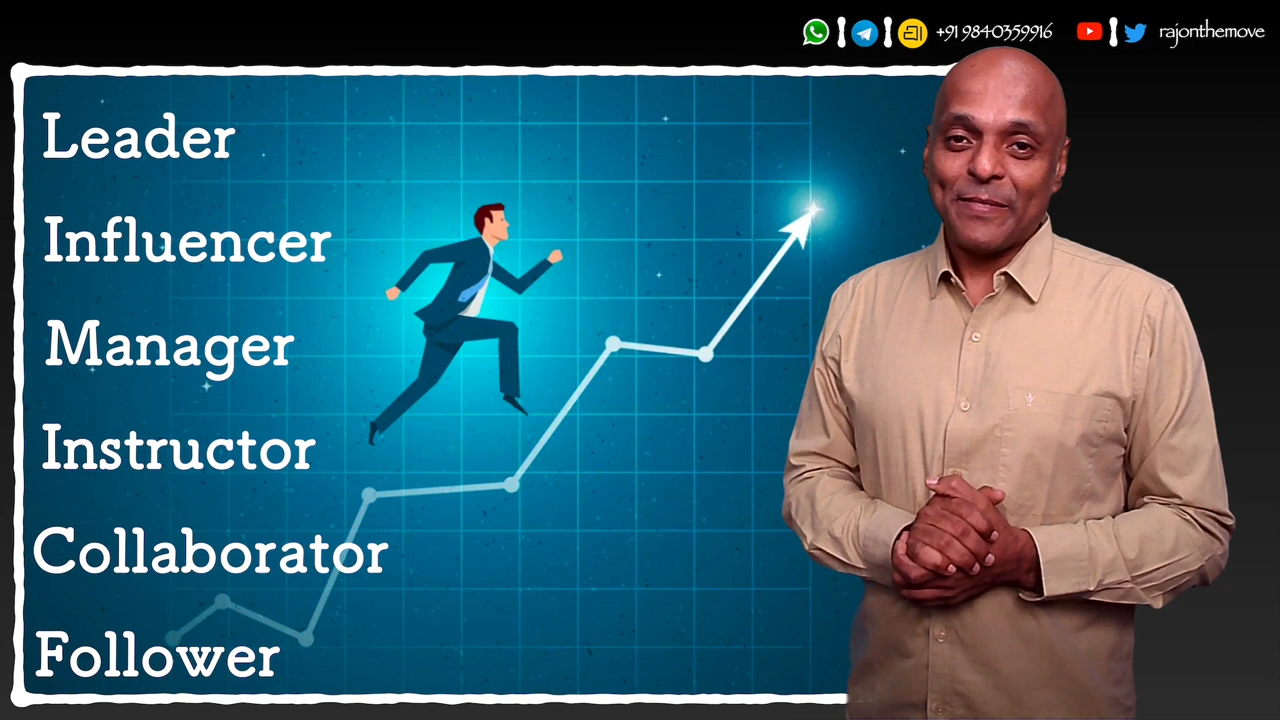 +91 9840359916 rajonthemove
Leader
Influencer
Manager
Instructor
Collaborator
Follower